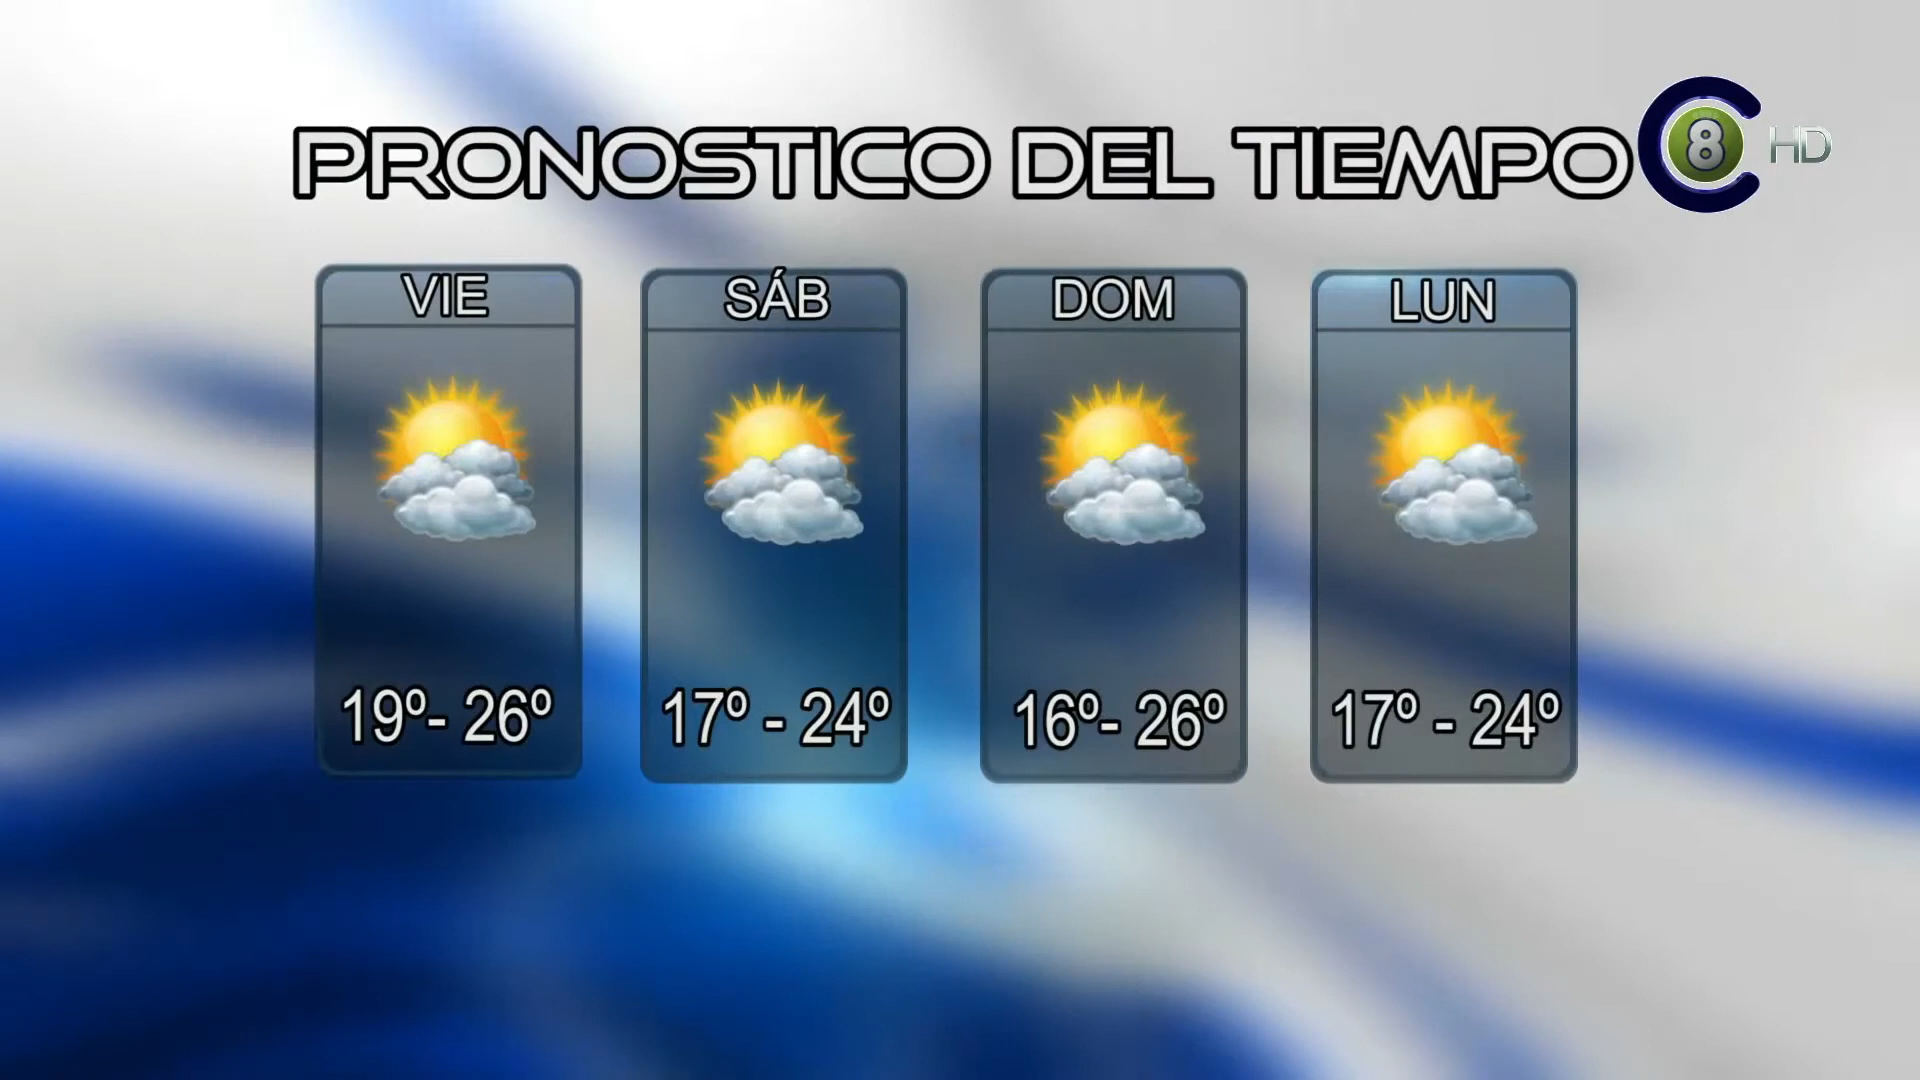 PRONOSTICO DEL TIEMPO
8 HD
VIE
SÁB
DOM
LUN
19º- 26º
17º - 24º
16º- 26º
17º - 24º